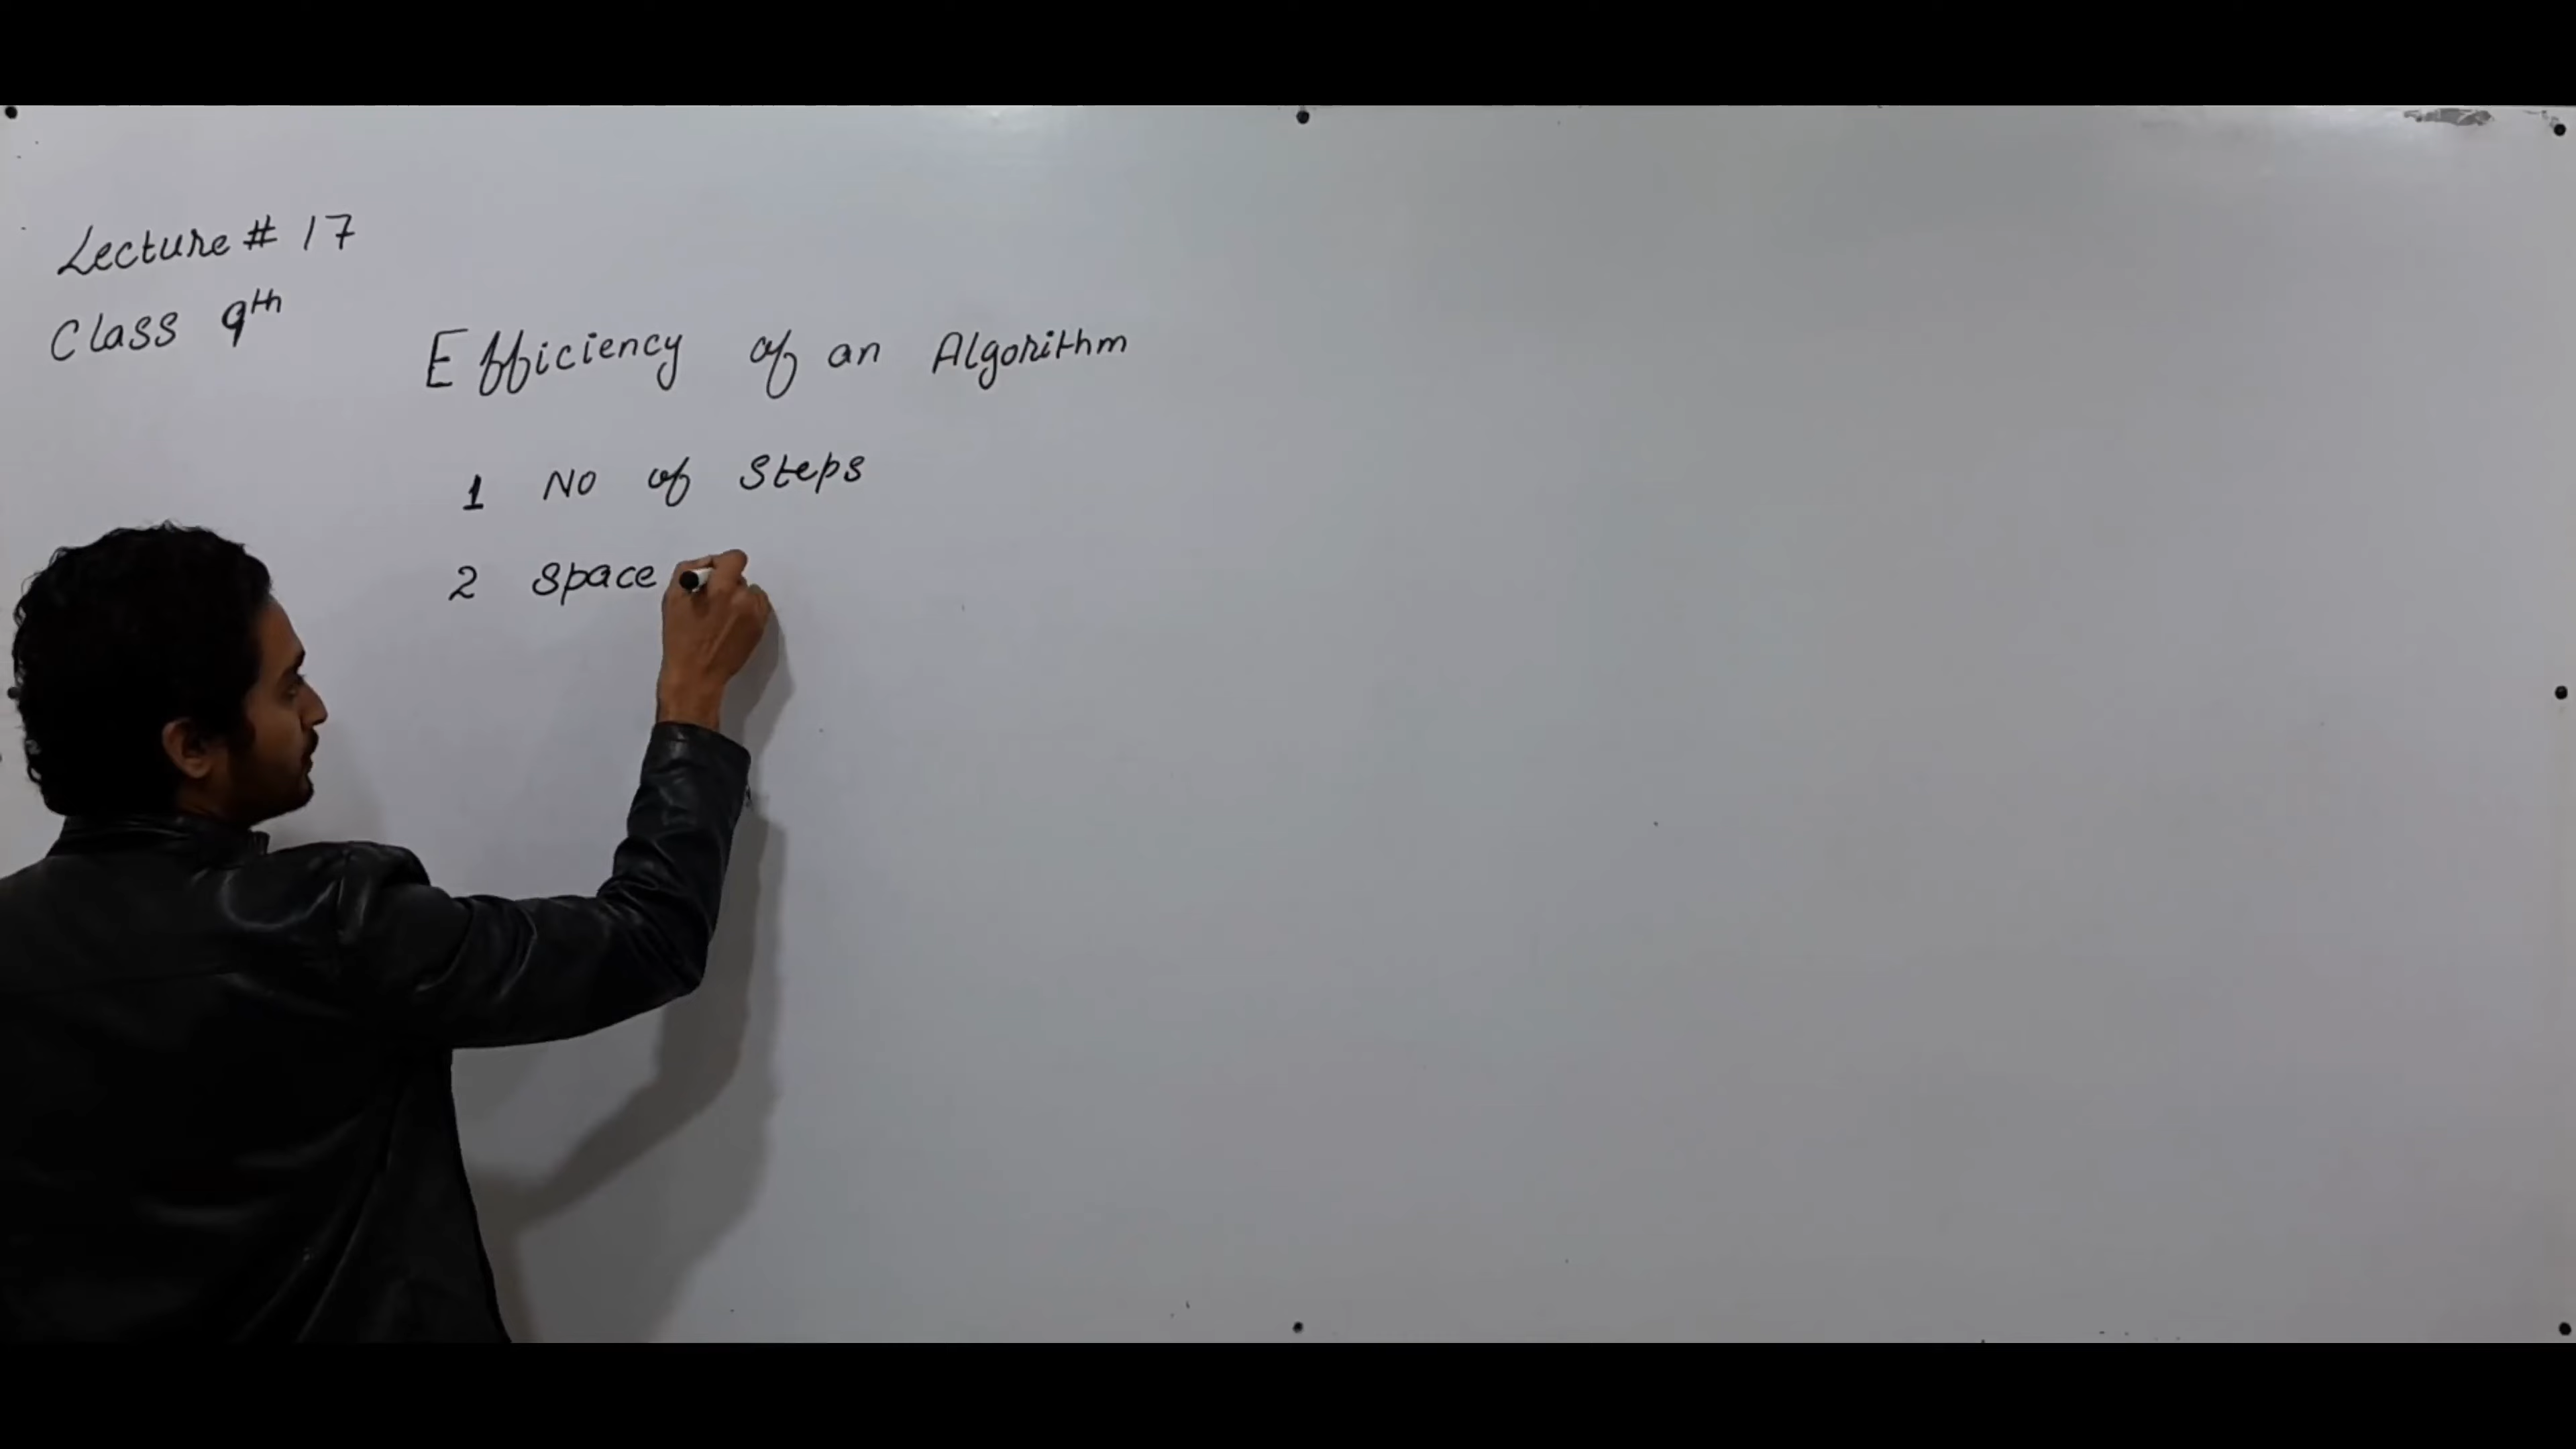 Lecture # 17
Class 9th
Efficiency of an Algorithm
1 No of Steps
2 Space